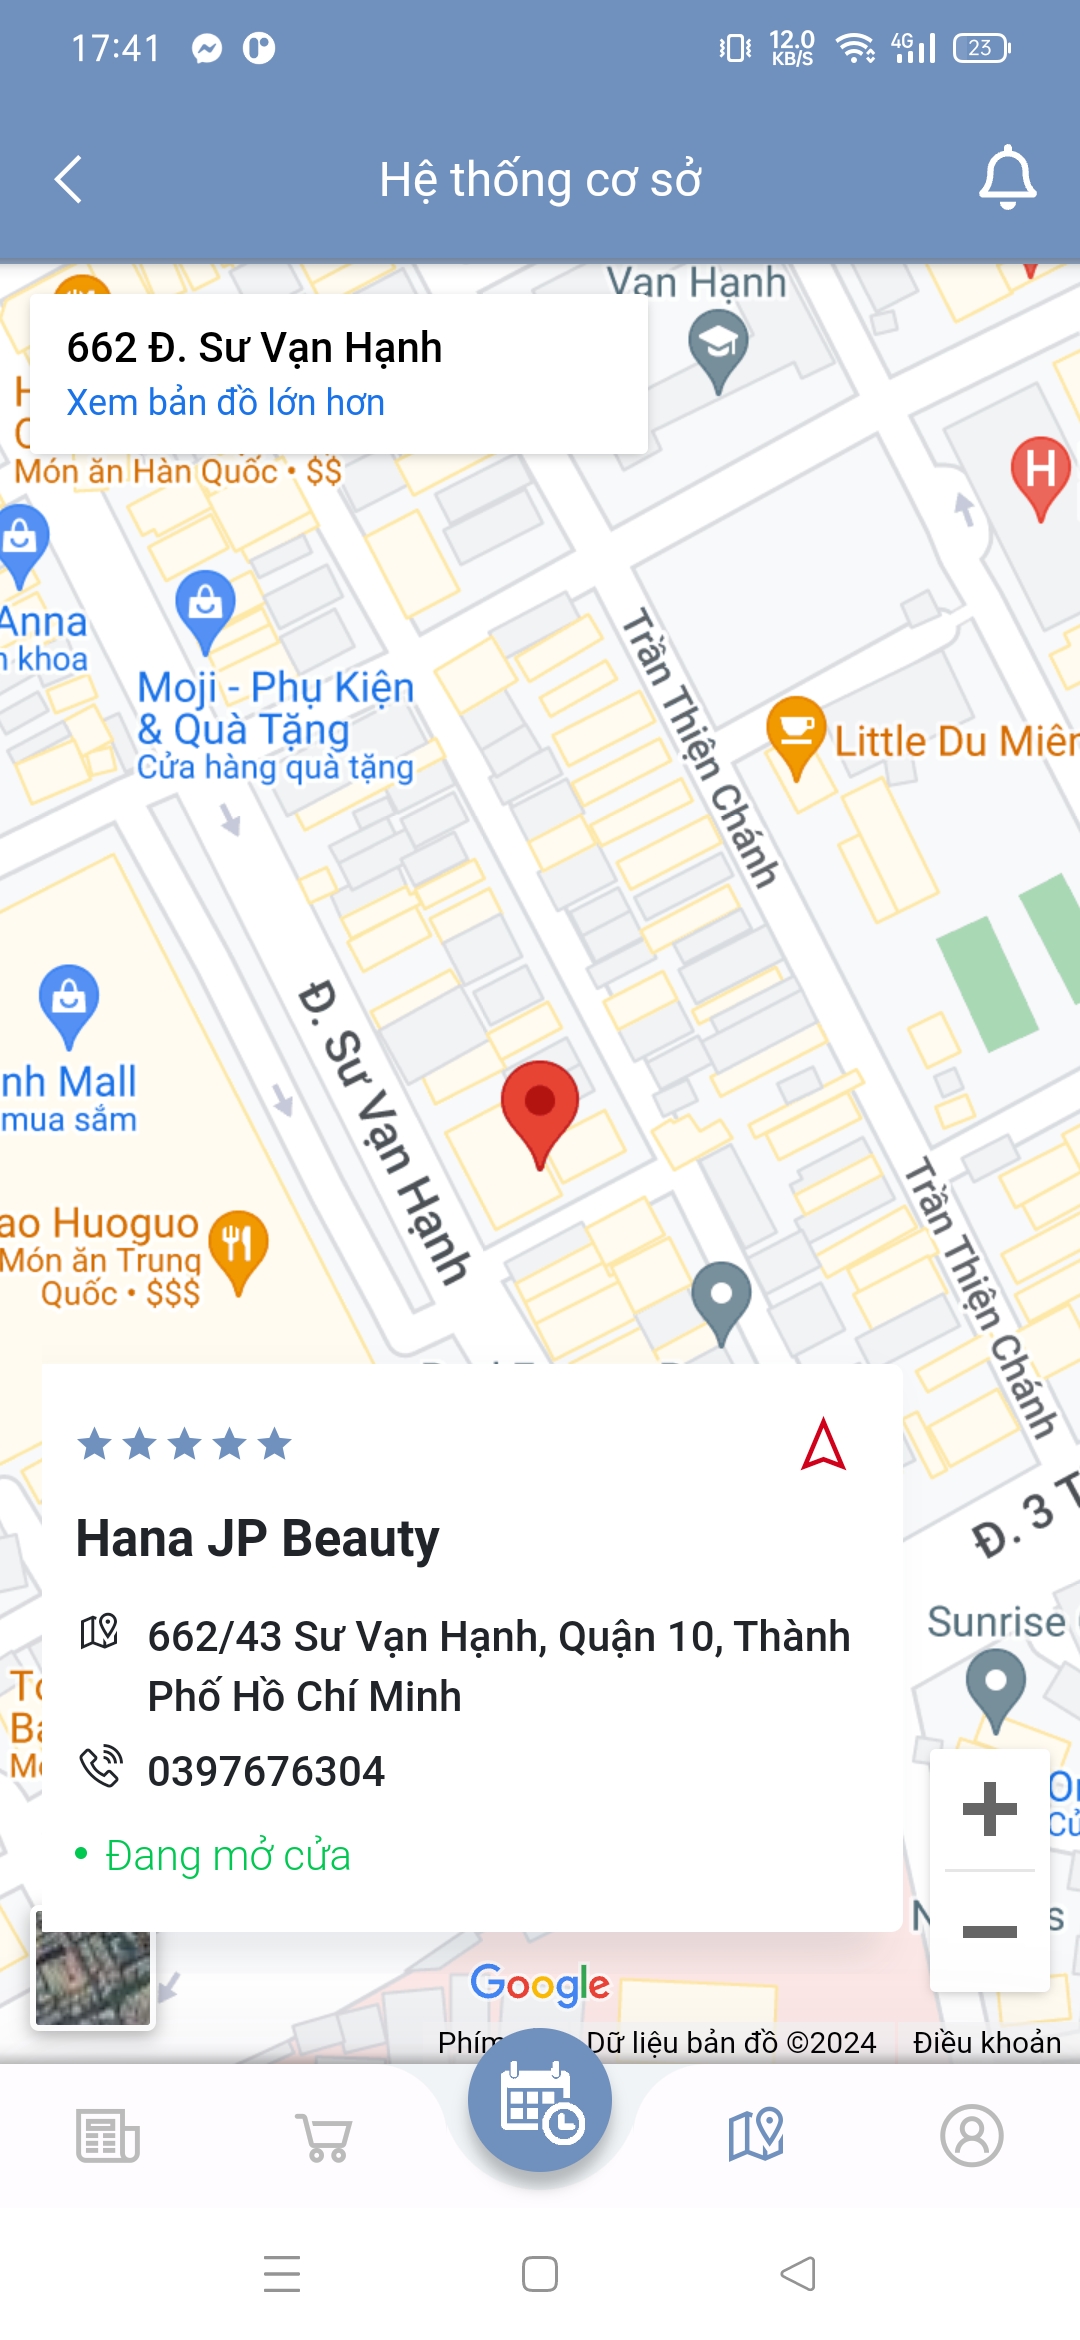 17:41
12.0
KB/S
4G
23
Hệ thống cơ sở
Vạn Hạnh
662 Đ. Sư Vạn Hạnh
Xem bản đồ lớn hơn
Món ăn Hàn Quốc • $$
H
Anna
n khoa
Moji - Phụ Kiện
& Quà Tặng
Cửa hàng quà tặng
Trần Thiện Chánh
Little Du Miên
Đ. Sư Vạn Hạnh
nh Mall
mua sắm
ao Huoguo
Món ăn Trung
Quốc • $$$
Trần Thiện Chánh
Đ. 3 T
Hana JP Beauty
662/43 Sư Vạn Hạnh, Quận 10, Thành
Phố Hồ Chí Minh
0397676304
• Đang mở cửa
Sunrise
Google
Phím
Dữ liệu bản đồ ©2024
Điều khoản